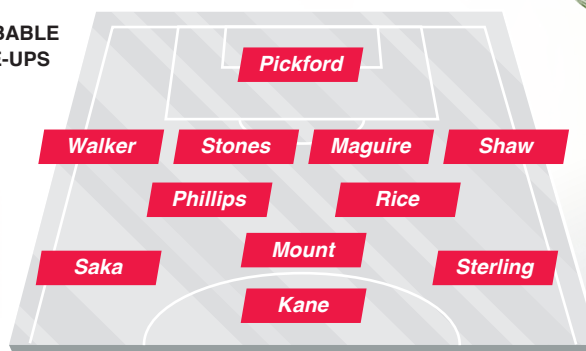 BABLE
E-UPS
Pickford
Walker Stones Maguire Shaw
Phillips Rice
Saka Mount Sterling
Kane